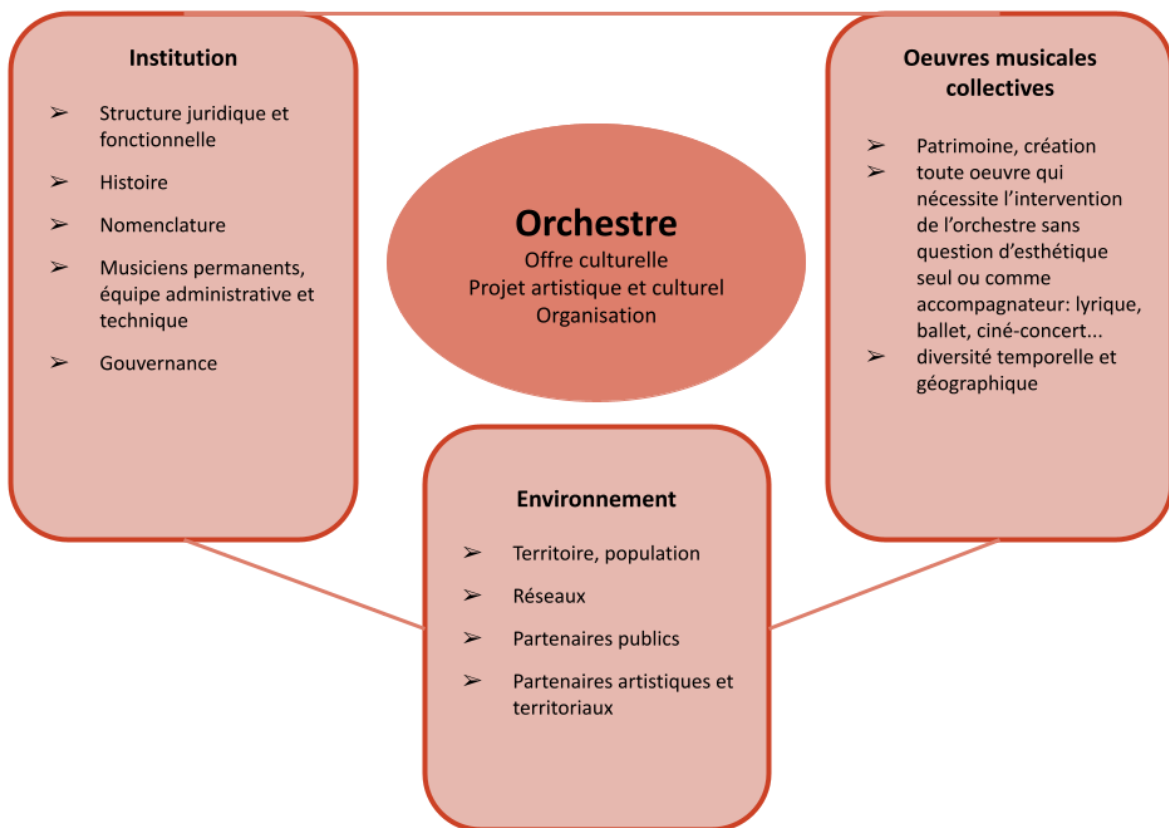 Institution
➢ Structure juridique et
fonctionnelle
➢ Histoire
➢ Nomenclature
➢ Musiciens permanents,
équipe administrative et
technique
➢ Gouvernance
Orchestre
Offre culturelle
Projet artistique et culturel
Organisation
Oeuvres musicales
collectives
➢ Patrimoine, création
➢ toute oeuvre qui
nécessite l’intervention
de l’orchestre sans
question d’esthétique
seul ou comme
accompagnateur: lyrique,
ballet, ciné-concert...
➢ diversité temporelle et
géographique
Environnement
➢ Territoire, population
➢ Réseaux
➢ Partenaires publics
➢ Partenaires artistiques et
territoriaux